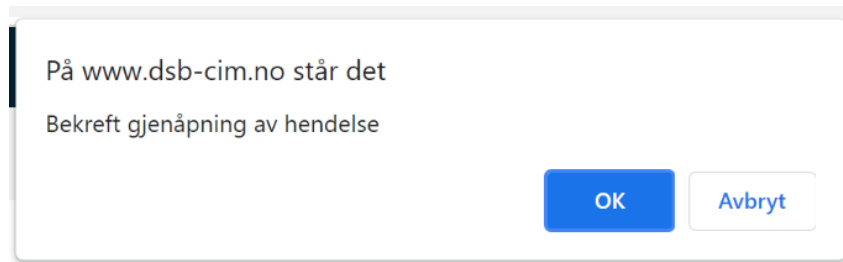 På www.dsb-cim.no står det
Bekreft gjenåpning av hendelse
OK Avbryt